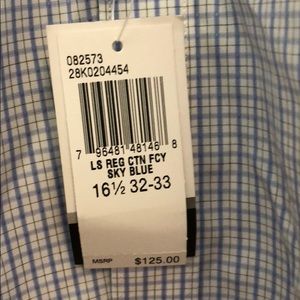 082573
28K0204454
7 96481 48146 8
LS REG CTN FCY
SKY BLUE
16½ 32-33
MSRP $125.00